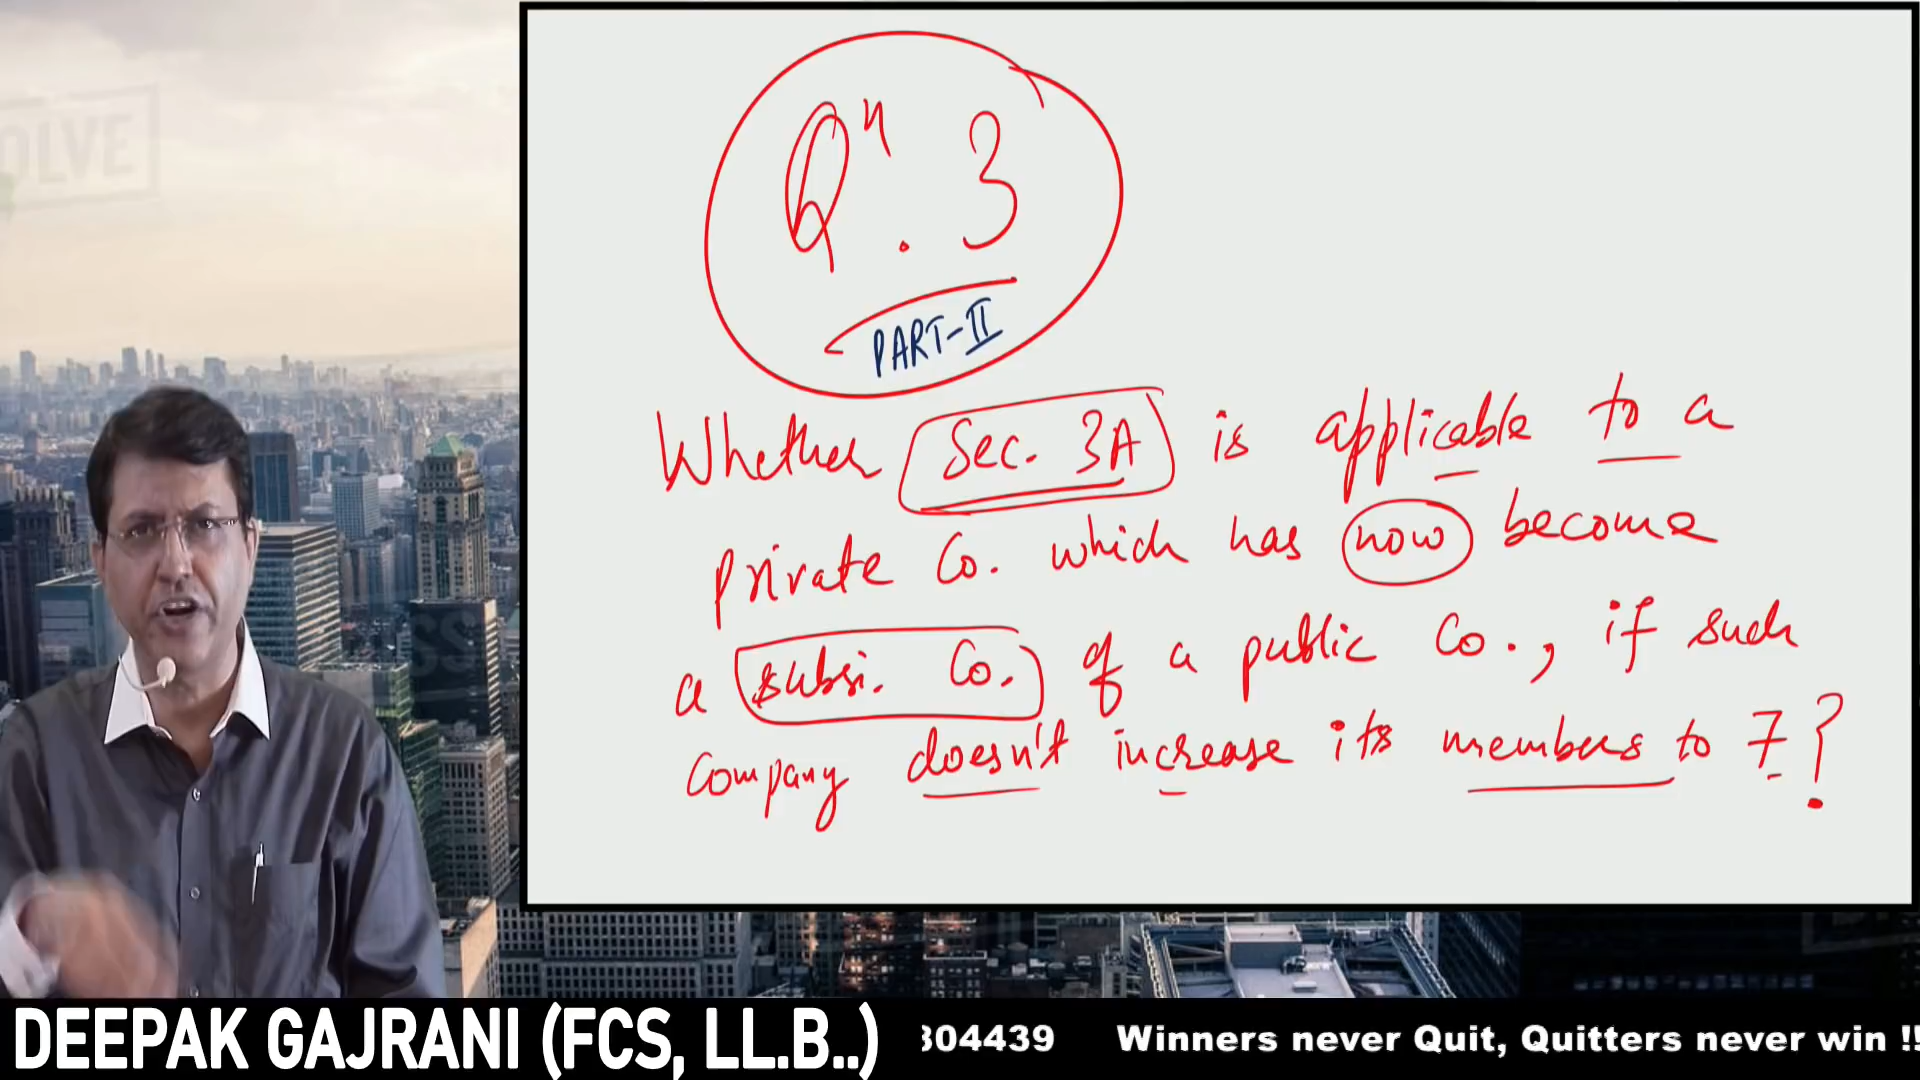 OLVE
Qⁿ. 3
PART-II
Whether Sec. 3A is applicable to a
private Co. which has now become
a subsi. Co. of a public Co., if such
Company doesn't increase its members to 7?
DEEPAK GAJRANI (FCS, LL.B..)
304439 Winners never Quit, Quitters never win !!